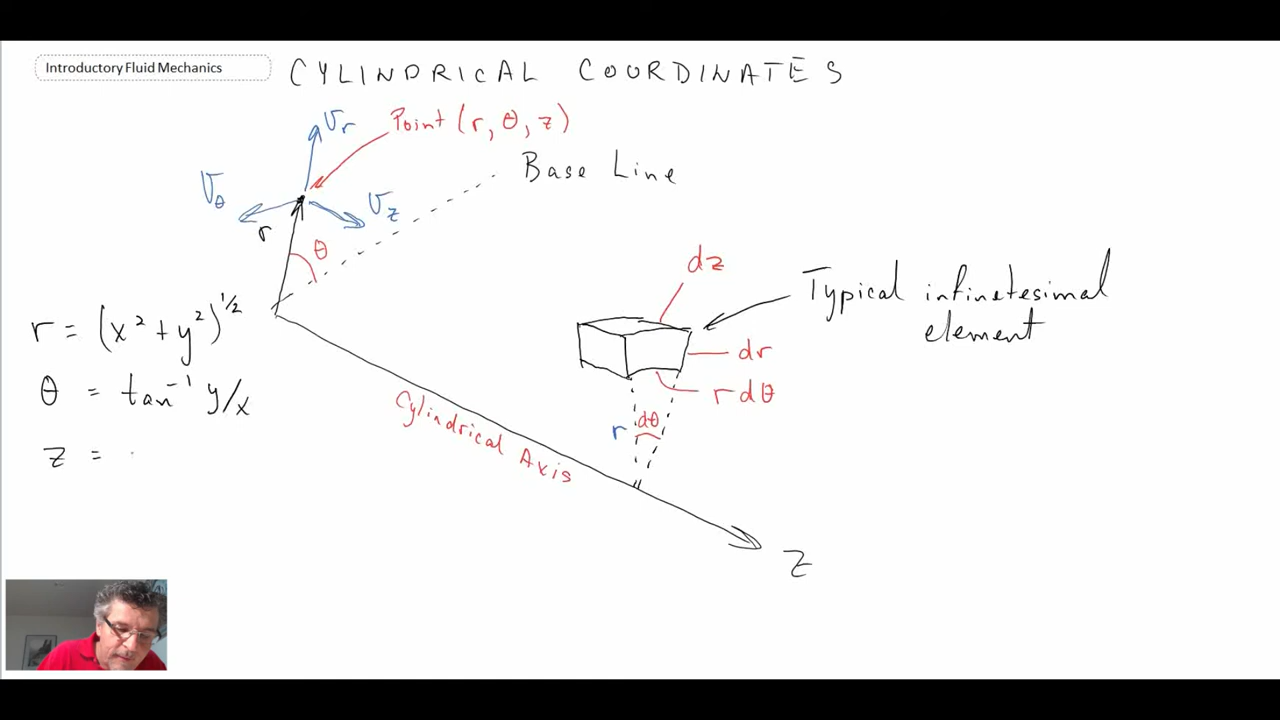 Introductory Fluid Mechanics
CYLINDRICAL COORDINATES
Vr
Point (r, θ, z)
Base Line
Vθ
Vz
r
θ
dz
Typical infinetesimal
element
r = (x² + y²)^1/2
dr
θ = tan⁻¹ y/x
r dθ
Cylindrical Axis
r
dθ
z =
Z